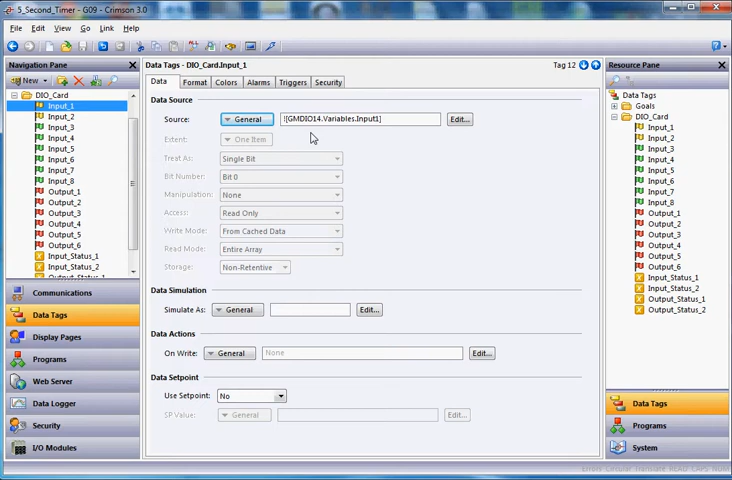 5_Second_Timer - G09 - Crimson 3.0
File Edit View Go Link Help
Navigation Pane
New
DIO_Card
Input_1
Input_2
Input_3
Input_4
Input_5
Input_6
Input_7
Input_8
Output_1
Output_2
Output_3
Output_4
Output_5
Output_6
Input_Status_1
Input_Status_2
Communications
Data Tags
Display Pages
Programs
Web Server
Data Logger
Security
I/O Modules
Data Tags - DIO_Card.Input_1
Tag 12
Data Format Colors Alarms Triggers Security
Data Source
Source: General ![GMDIO14.Variables.Input1] Edit...
Extent: One Item
Treat As: Single Bit
Bit Number: Bit 0
Manipulation: None
Access: Read Only
Write Mode: From Cached Data
Read Mode: Entire Array
Storage: Non-Retentive
Data Simulation
Simulate As: General Edit...
Data Actions
On Write: General None Edit...
Data Setpoint
Use Setpoint: No
SP Value: General Edit...
Resource Pane
Data Tags
Goals
DIO_Card
Input_1
Input_2
Input_3
Input_4
Input_5
Input_6
Input_7
Input_8
Output_1
Output_2
Output_3
Output_4
Output_5
Output_6
Input_Status_1
Input_Status_2
Output_Status_1
Output_Status_2
Data Tags
Programs
System
Errors Circular Translate READ CAPS NUM